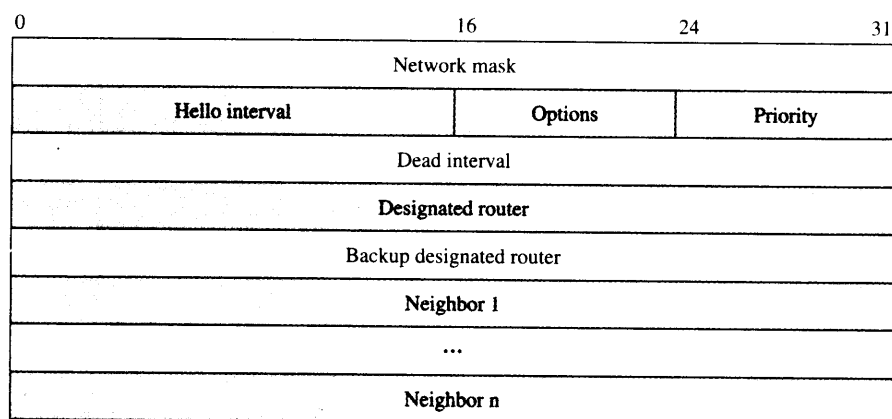 0 16 24 31
Network mask
Hello interval Options Priority
Dead interval
Designated router
Backup designated router
Neighbor 1
...
Neighbor n